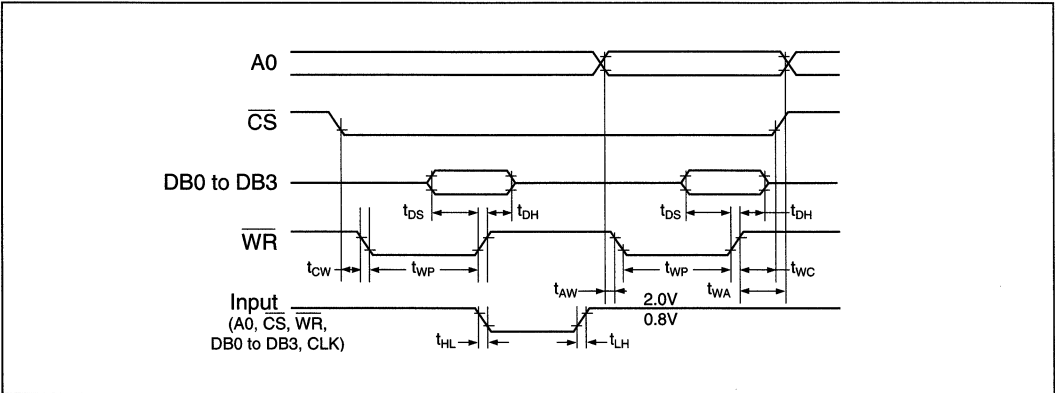 A0
CS
DB0 to DB3
tDS tDH tDS tDH
WR
tCW tWP tWP tWC
tAW tWA
Input 2.0V
(A0, CS, WR, 0.8V
DB0 to DB3, CLK)
tHL tLH